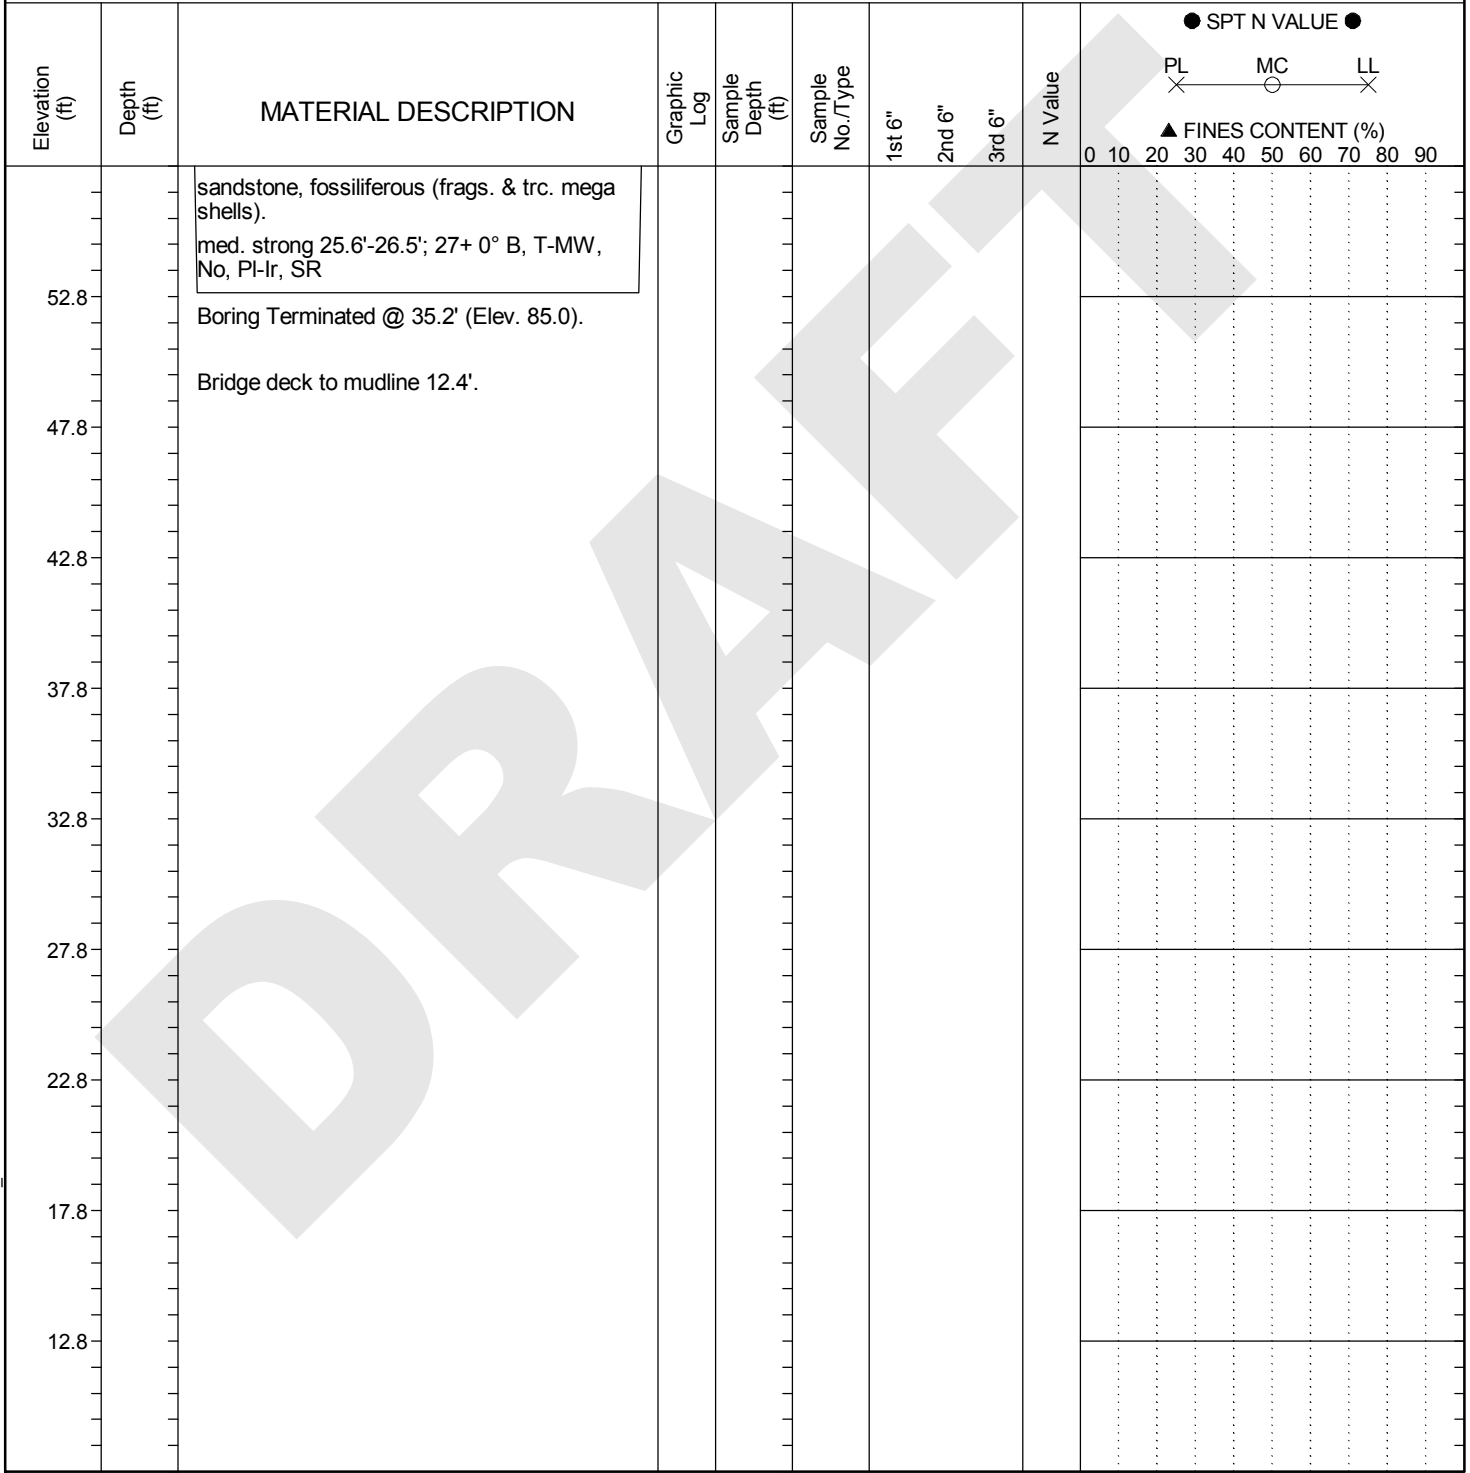 ● SPT N VALUE ●
PL MC LL
▲ FINES CONTENT (%)
0 10 20 30 40 50 60 70 80 90
Elevation
(ft)
Depth
(ft)
MATERIAL DESCRIPTION
Graphic
Log
Sample
Depth
(ft)
Sample
No./Type
1st 6"
2nd 6"
3rd 6"
N Value
sandstone, fossiliferous (frags. & trc. mega
shells).
med. strong 25.6'-26.5'; 27+ 0° B, T-MW,
No, Pl-Ir, SR
52.8
Boring Terminated @ 35.2' (Elev. 85.0).
Bridge deck to mudline 12.4'.
47.8
42.8
37.8
32.8
27.8
22.8
17.8
12.8
DRAFT